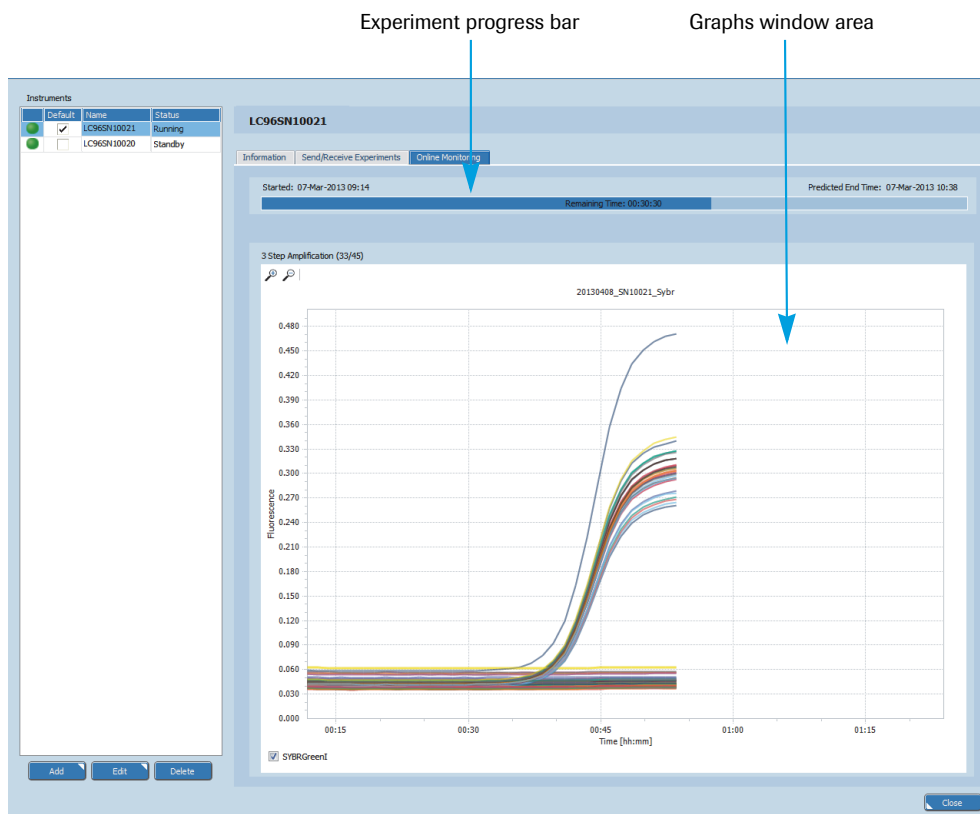 Experiment progress bar Graphs window area
Instruments
Default Name Status
LC96SN10021 Running
LC96SN10020 Standby
LC96SN10021
Information Send/Receive Experiments Online Monitoring
Started: 07-Mar-2013 09:14 Predicted End Time: 07-Mar-2013 10:38
Remaining Time: 00:30:30
3 Step Amplification (33/45)
20130408_SN10021_Sybr
0.480
0.450
0.420
0.390
0.360
0.330
0.300
0.270
0.240
0.210
0.180
0.150
0.120
0.090
0.060
0.030
0.000
Fluorescence
00:15 00:30 00:45 01:00 01:15
Time [hh:mm]
SYBRGreenI
Add Edit Delete
Close